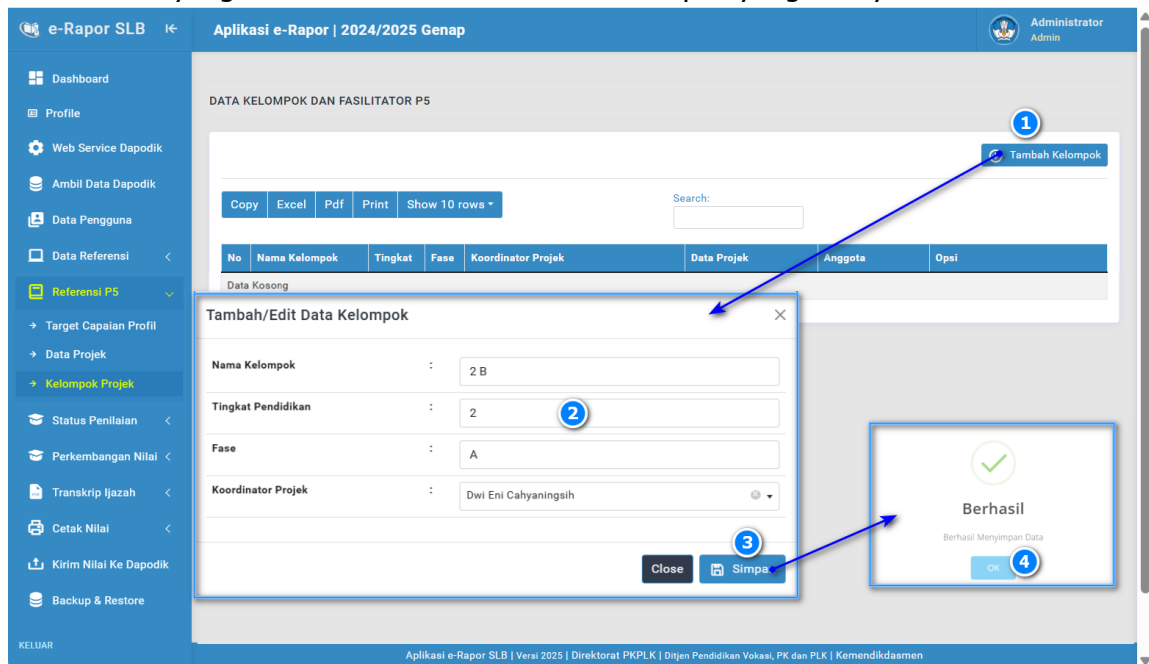 e-Rapor SLB
Aplikasi e-Rapor | 2024/2025 Genap
Administrator
Admin
Dashboard
Profile
Web Service Dapodik
Ambil Data Dapodik
Data Pengguna
Data Referensi
Referensi P5
Target Capaian Profil
Data Projek
Kelompok Projek
Status Penilaian
Perkembangan Nilai
Transkrip Ijazah
Cetak Nilai
Kirim Nilai Ke Dapodik
Backup & Restore
KELUAR
DATA KELOMPOK DAN FASILITATOR P5
1
Tambah Kelompok
Copy Excel Pdf Print Show 10 rows
Search:
No Nama Kelompok Tingkat Fase Koordinator Projek Data Projek Anggota Opsi
Data Kosong
Tambah/Edit Data Kelompok
Nama Kelompok : 2 B
Tingkat Pendidikan : 2
2
Fase : A
Koordinator Projek : Dwi Eni Cahyaningsih
3
Close Simpa
Berhasil
Berhasil Menyimpan Data
OK
4
Aplikasi e-Rapor SLB | Versi 2025 | Direktorat PKPLK | Ditjen Pendidikan Vokasi, PK dan PLK | Kemendikdasmen